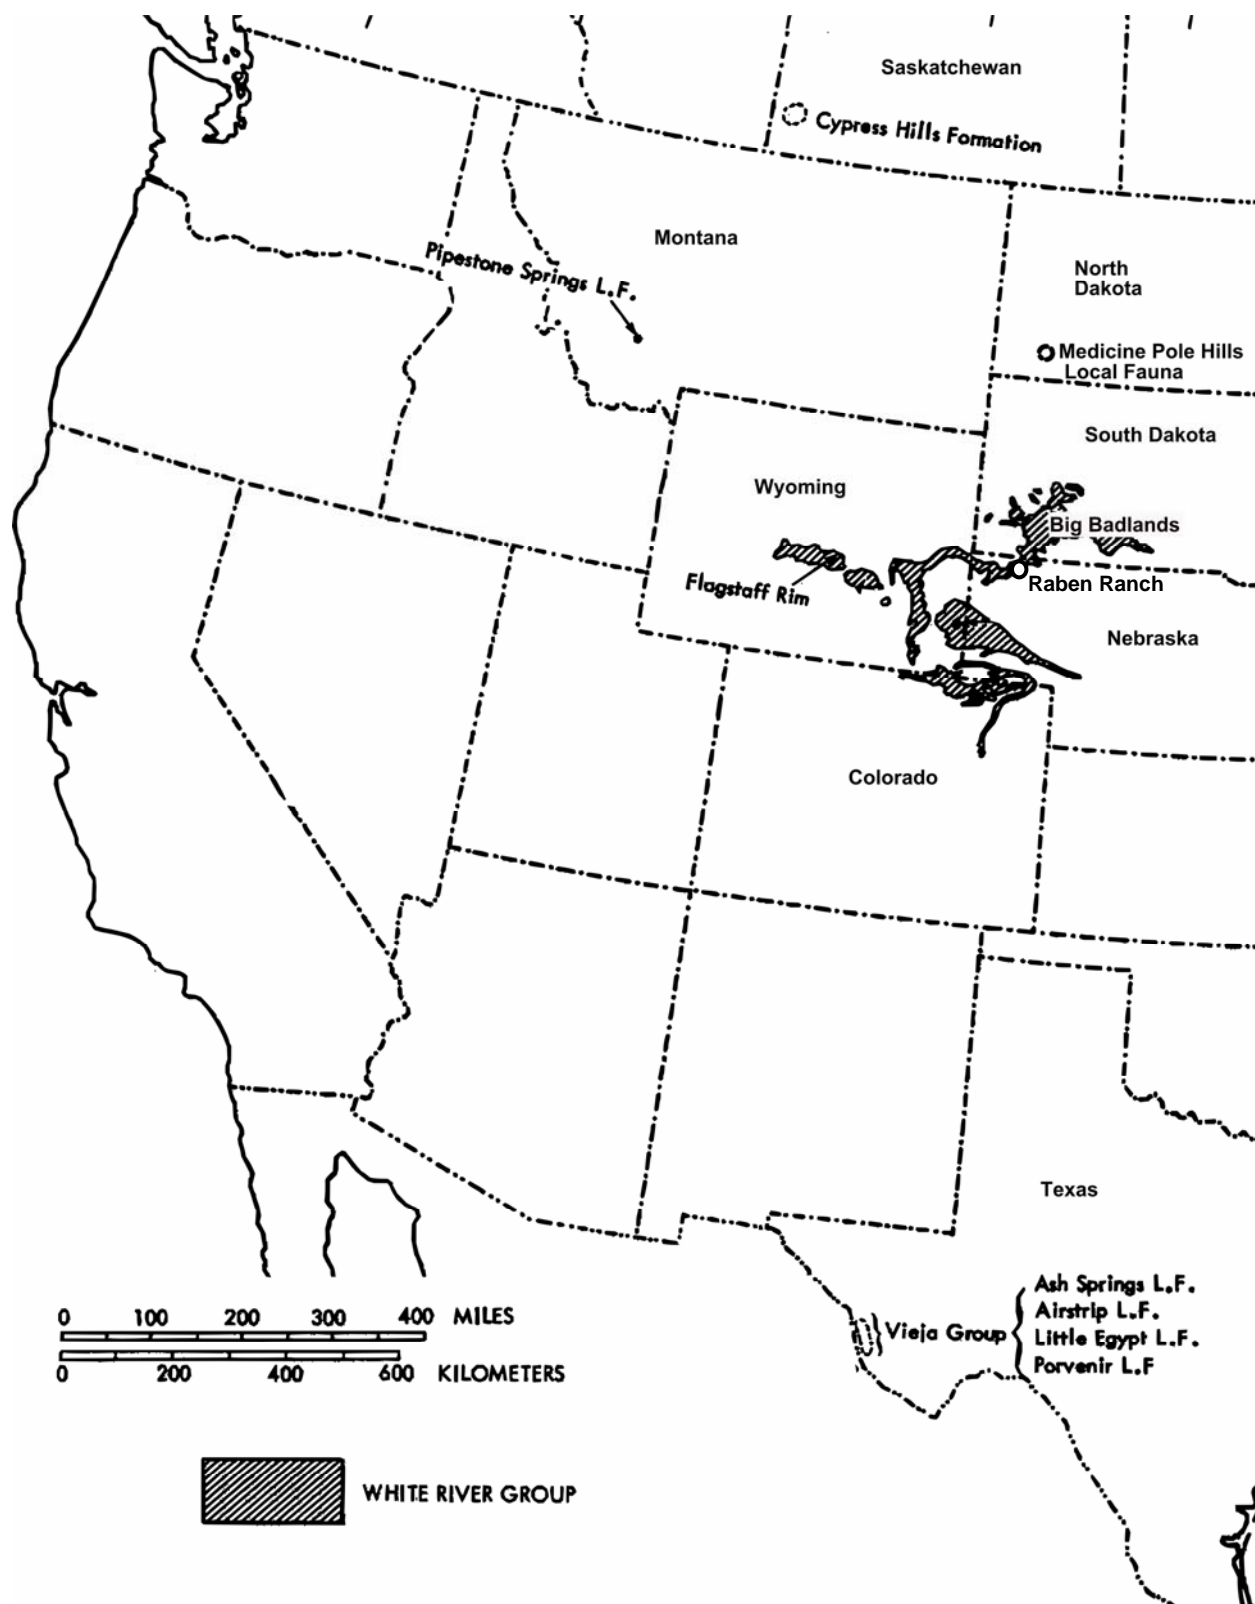 Saskatchewan
Cypress Hills Formation
Montana
Pipestone Springs L.F.
North
Dakota
Medicine Pole Hills
Local Fauna
South Dakota
Wyoming
Big Badlands
Flagstaff Rim
Raben Ranch
Nebraska
Colorado
Texas
Ash Springs L.F.
Airstrip L.F.
Vieja Group
Little Egypt L.F.
Porvenir L.F
0 100 200 300 400 MILES
0 200 400 600 KILOMETERS
WHITE RIVER GROUP